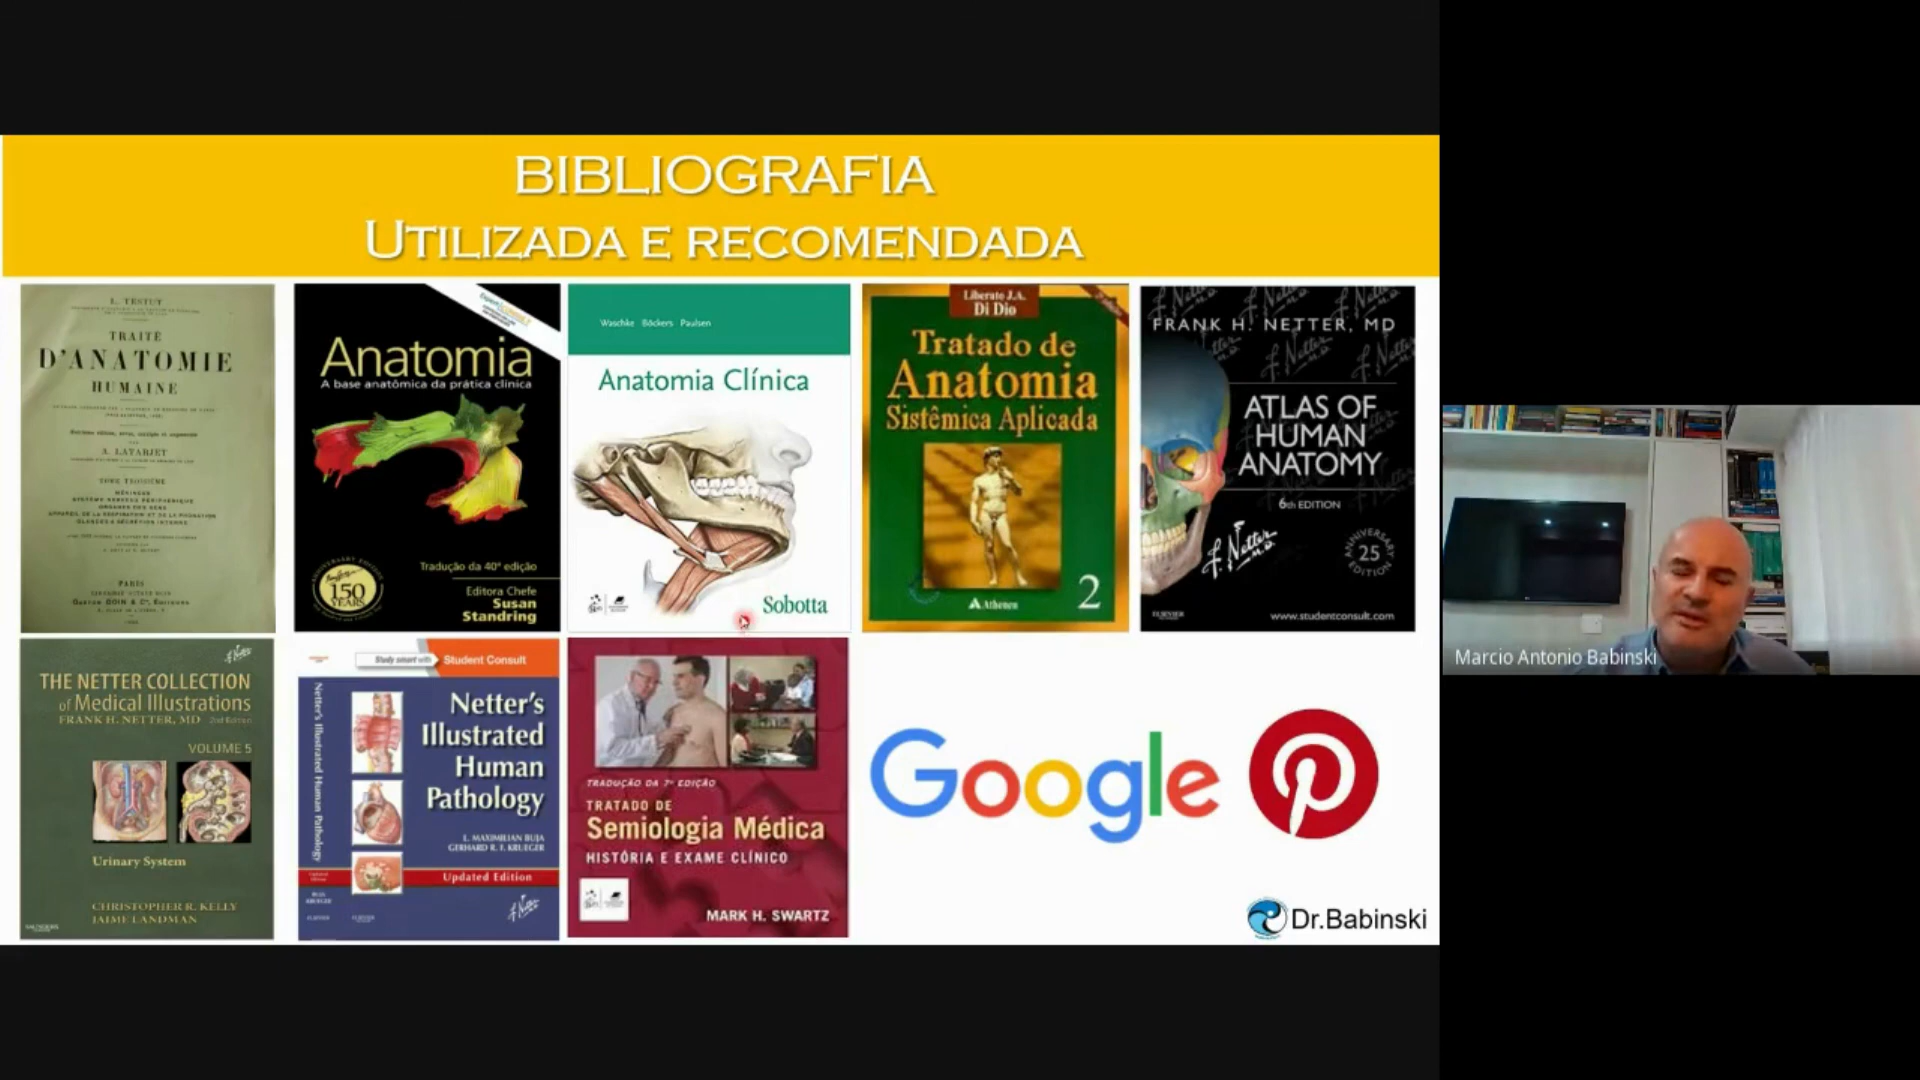 BIBLIOGRAFIA
UTILIZADA E RECOMENDADA
L. TESTUT
TRAITÉ
D'ANATOMIE
HUMAINE
A. LATARJET
TOME TROISIÈME
PARIS
Anatomia
A base anatômica da prática clínica
150
YEARS
Tradução da 40ª edição
Editora Chefe
Susan
Standring
Waschke Böckers Paulsen
Anatomia Clínica
Sobotta
Liberato J.A.
Di Dio
Tratado de
Anatomia
Sistêmica Aplicada
Atheneu
2
FRANK H. NETTER, MD
ATLAS OF
HUMAN
ANATOMY
6th EDITION
ANNIVERSARY
25
EDITION
ELSEVIER
www.studentconsult.com
THE NETTER COLLECTION
of Medical Illustrations
FRANK H. NETTER, MD 2nd Edition
VOLUME 5
Urinary System
CHRISTOPHER R. KELLY
JAIME LANDMAN
Study smart with Student Consult
Netter's Illustrated Human Pathology
Netter's
Illustrated
Human
Pathology
L. MAXIMILIAN BUJA
GERHARD R. F. KRUEGER
Updated Edition
TRADUÇÃO DA 7ª EDIÇÃO
TRATADO DE
Semiologia Médica
HISTÓRIA E EXAME CLÍNICO
MARK H. SWARTZ
Google
Dr.Babinski
Marcio Antonio Babinski